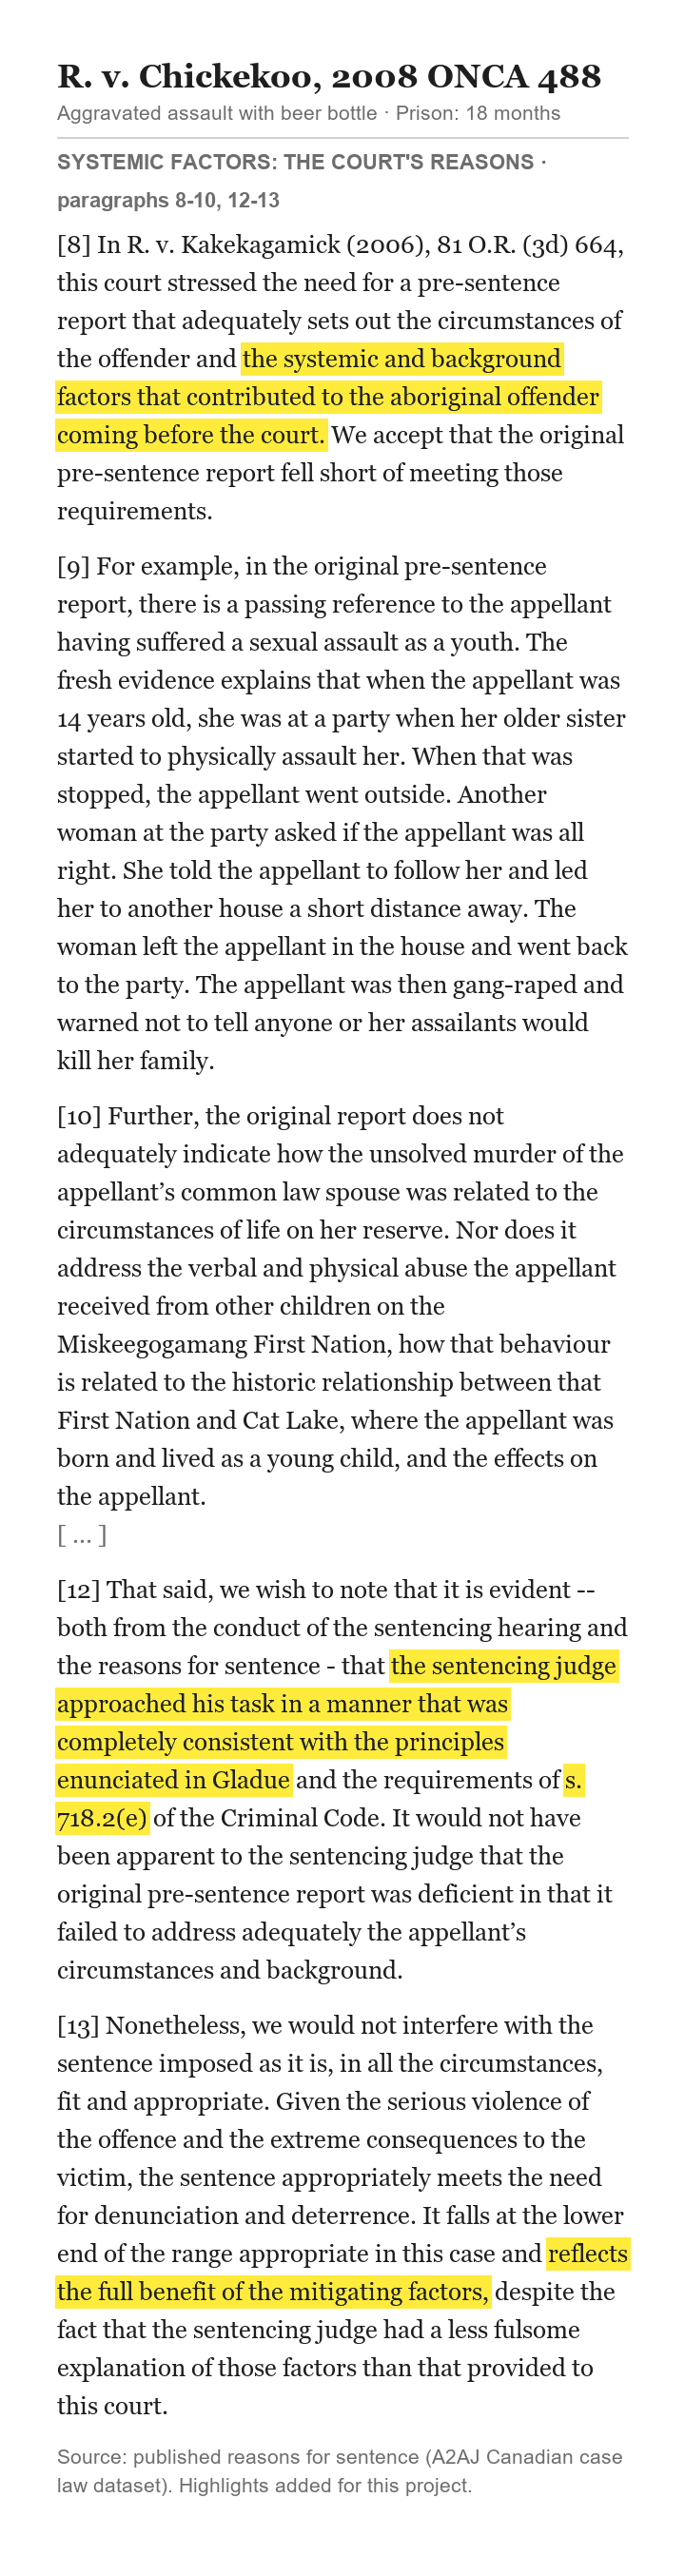 R. v. Chickekoo, 2008 ONCA 488
Aggravated assault with beer bottle · Prison: 18 months
SYSTEMIC FACTORS: THE COURT'S REASONS ·
paragraphs 8-10, 12-13
[8] In R. v. Kakekagamick (2006), 81 O.R. (3d) 664,
this court stressed the need for a pre-sentence
report that adequately sets out the circumstances of
the offender and the systemic and background
factors that contributed to the aboriginal offender
coming before the court. We accept that the original
pre-sentence report fell short of meeting those
requirements.
[9] For example, in the original pre-sentence
report, there is a passing reference to the appellant
having suffered a sexual assault as a youth. The
fresh evidence explains that when the appellant was
14 years old, she was at a party when her older sister
started to physically assault her. When that was
stopped, the appellant went outside. Another
woman at the party asked if the appellant was all
right. She told the appellant to follow her and led
her to another house a short distance away. The
woman left the appellant in the house and went back
to the party. The appellant was then gang-raped and
warned not to tell anyone or her assailants would
kill her family.
[10] Further, the original report does not
adequately indicate how the unsolved murder of the
appellant’s common law spouse was related to the
circumstances of life on her reserve. Nor does it
address the verbal and physical abuse the appellant
received from other children on the
Miskeegogamang First Nation, how that behaviour
is related to the historic relationship between that
First Nation and Cat Lake, where the appellant was
born and lived as a young child, and the effects on
the appellant.
[ ... ]
[12] That said, we wish to note that it is evident --
both from the conduct of the sentencing hearing and
the reasons for sentence - that the sentencing judge
approached his task in a manner that was
completely consistent with the principles
enunciated in Gladue and the requirements of s.
718.2(e) of the Criminal Code. It would not have
been apparent to the sentencing judge that the
original pre-sentence report was deficient in that it
failed to address adequately the appellant’s
circumstances and background.
[13] Nonetheless, we would not interfere with the
sentence imposed as it is, in all the circumstances,
fit and appropriate. Given the serious violence of
the offence and the extreme consequences to the
victim, the sentence appropriately meets the need
for denunciation and deterrence. It falls at the lower
end of the range appropriate in this case and reflects
the full benefit of the mitigating factors, despite the
fact that the sentencing judge had a less fulsome
explanation of those factors than that provided to
this court.
Source: published reasons for sentence (A2AJ Canadian case
law dataset). Highlights added for this project.